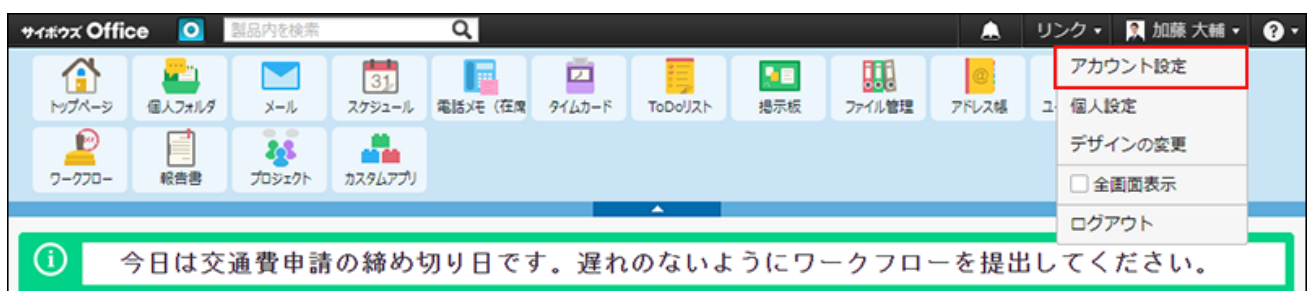 サイボウズ Office 製品内を検索 リンク 加藤 大輔 ?
トップページ 個人フォルダ メール スケジュール 電話メモ（在席 タイムカード ToDoリスト 掲示板 ファイル管理 アドレス帳 ユ
31
ワークフロー 報告書 プロジェクト カスタムアプリ
アカウント設定
個人設定
デザインの変更
全画面表示
ログアウト
今日は交通費申請の締め切り日です。遅れのないようにワークフローを提出してください。